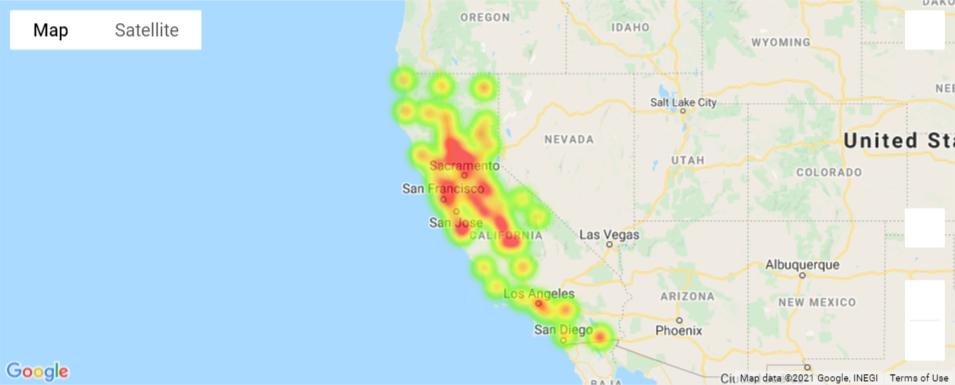 Map
Satellite
OREGON
IDAHO
WYOMING
Salt Lake City
NEVADA
United Sta
UTAH
COLORADO
Sacramento
San Francisco
San Jose
CALIFORNIA
Las Vegas
Albuquerque
Los Angeles
ARIZONA
NEW MEXICO
San Diego
Phoenix
Google
BAJA
Map data ©2021 Google, INEGI
Terms of Use